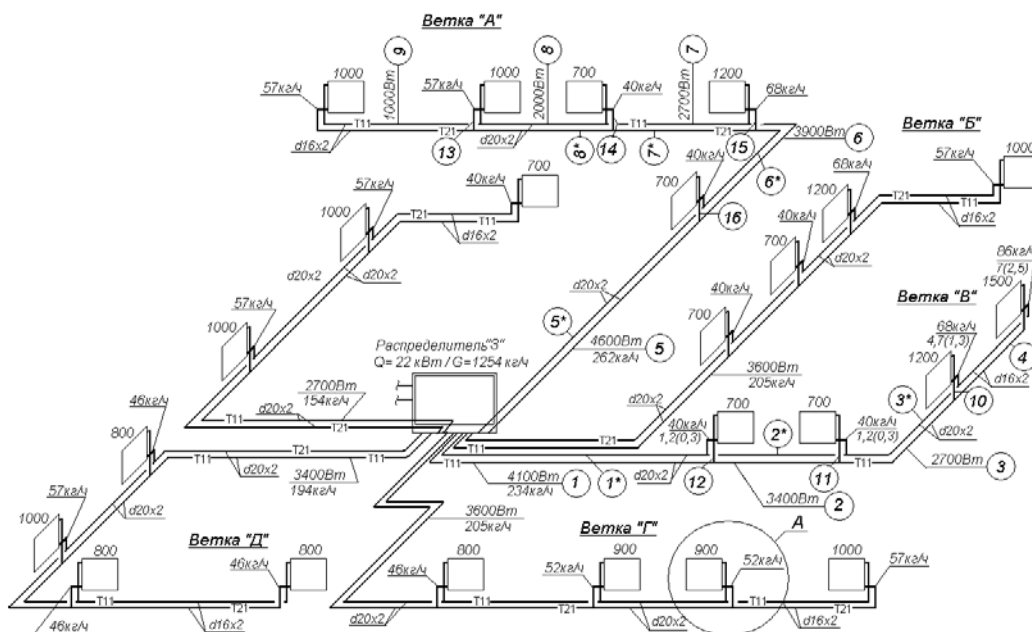 Ветка "А"
9
8
7
57кг/ч
1000
1000Вт
57кг/ч
1000
2000Вт
700
40кг/ч
2700Вт
1200
68кг/ч
Т11
Т21
Т11
Т21
d16x2
13
d20x2
8*
14
7*
15
3900Вт
6
Ветка "Б"
6*
40кг/ч
700
16
57кг/ч
1000
40кг/ч
700
Т21
Т11
d16x2
68кг/ч
1200
57кг/ч
1000
Т21
Т11
d16x2
d20x2
d20x2
d20x2
40кг/ч
700
d20x2
57кг/ч
1000
5*
4600Вт
262кг/ч
5
40кг/ч
700
Ветка "В"
86кг/ч
7(2,5)
1500
Распределитель"3"
Q= 22 кВт / G=1254 кг/ч
3600Вт
205кг/ч
68кг/ч
4,7(1,3)
1200
4
d16x2
10
2700Вт
154кг/ч
d20x2
Т11
Т21
d20x2
Т21
Т11
40кг/ч
1,2(0,3)
700
2*
700
40кг/ч
1,2(0,3)
3*
d20x2
46кг/ч
800
Т21
Т11
d20x2
3400Вт
194кг/ч
Т11
Т21
Т11
4100Вт
234кг/ч
1
1*
d20x2
12
3400Вт
2
11
Т21
Т11
2700Вт
3
57кг/ч
1000
d20x2
3600Вт
205кг/ч
Ветка "Д"
Ветка "Г"
А
800
46кг/ч
800
46кг/ч
800
52кг/ч
900
900
52кг/ч
1000
57кг/ч
Т11
Т21
46кг/ч
d16x2
d20x2
Т11
Т21
d20x2
Т11
Т21
d16x2